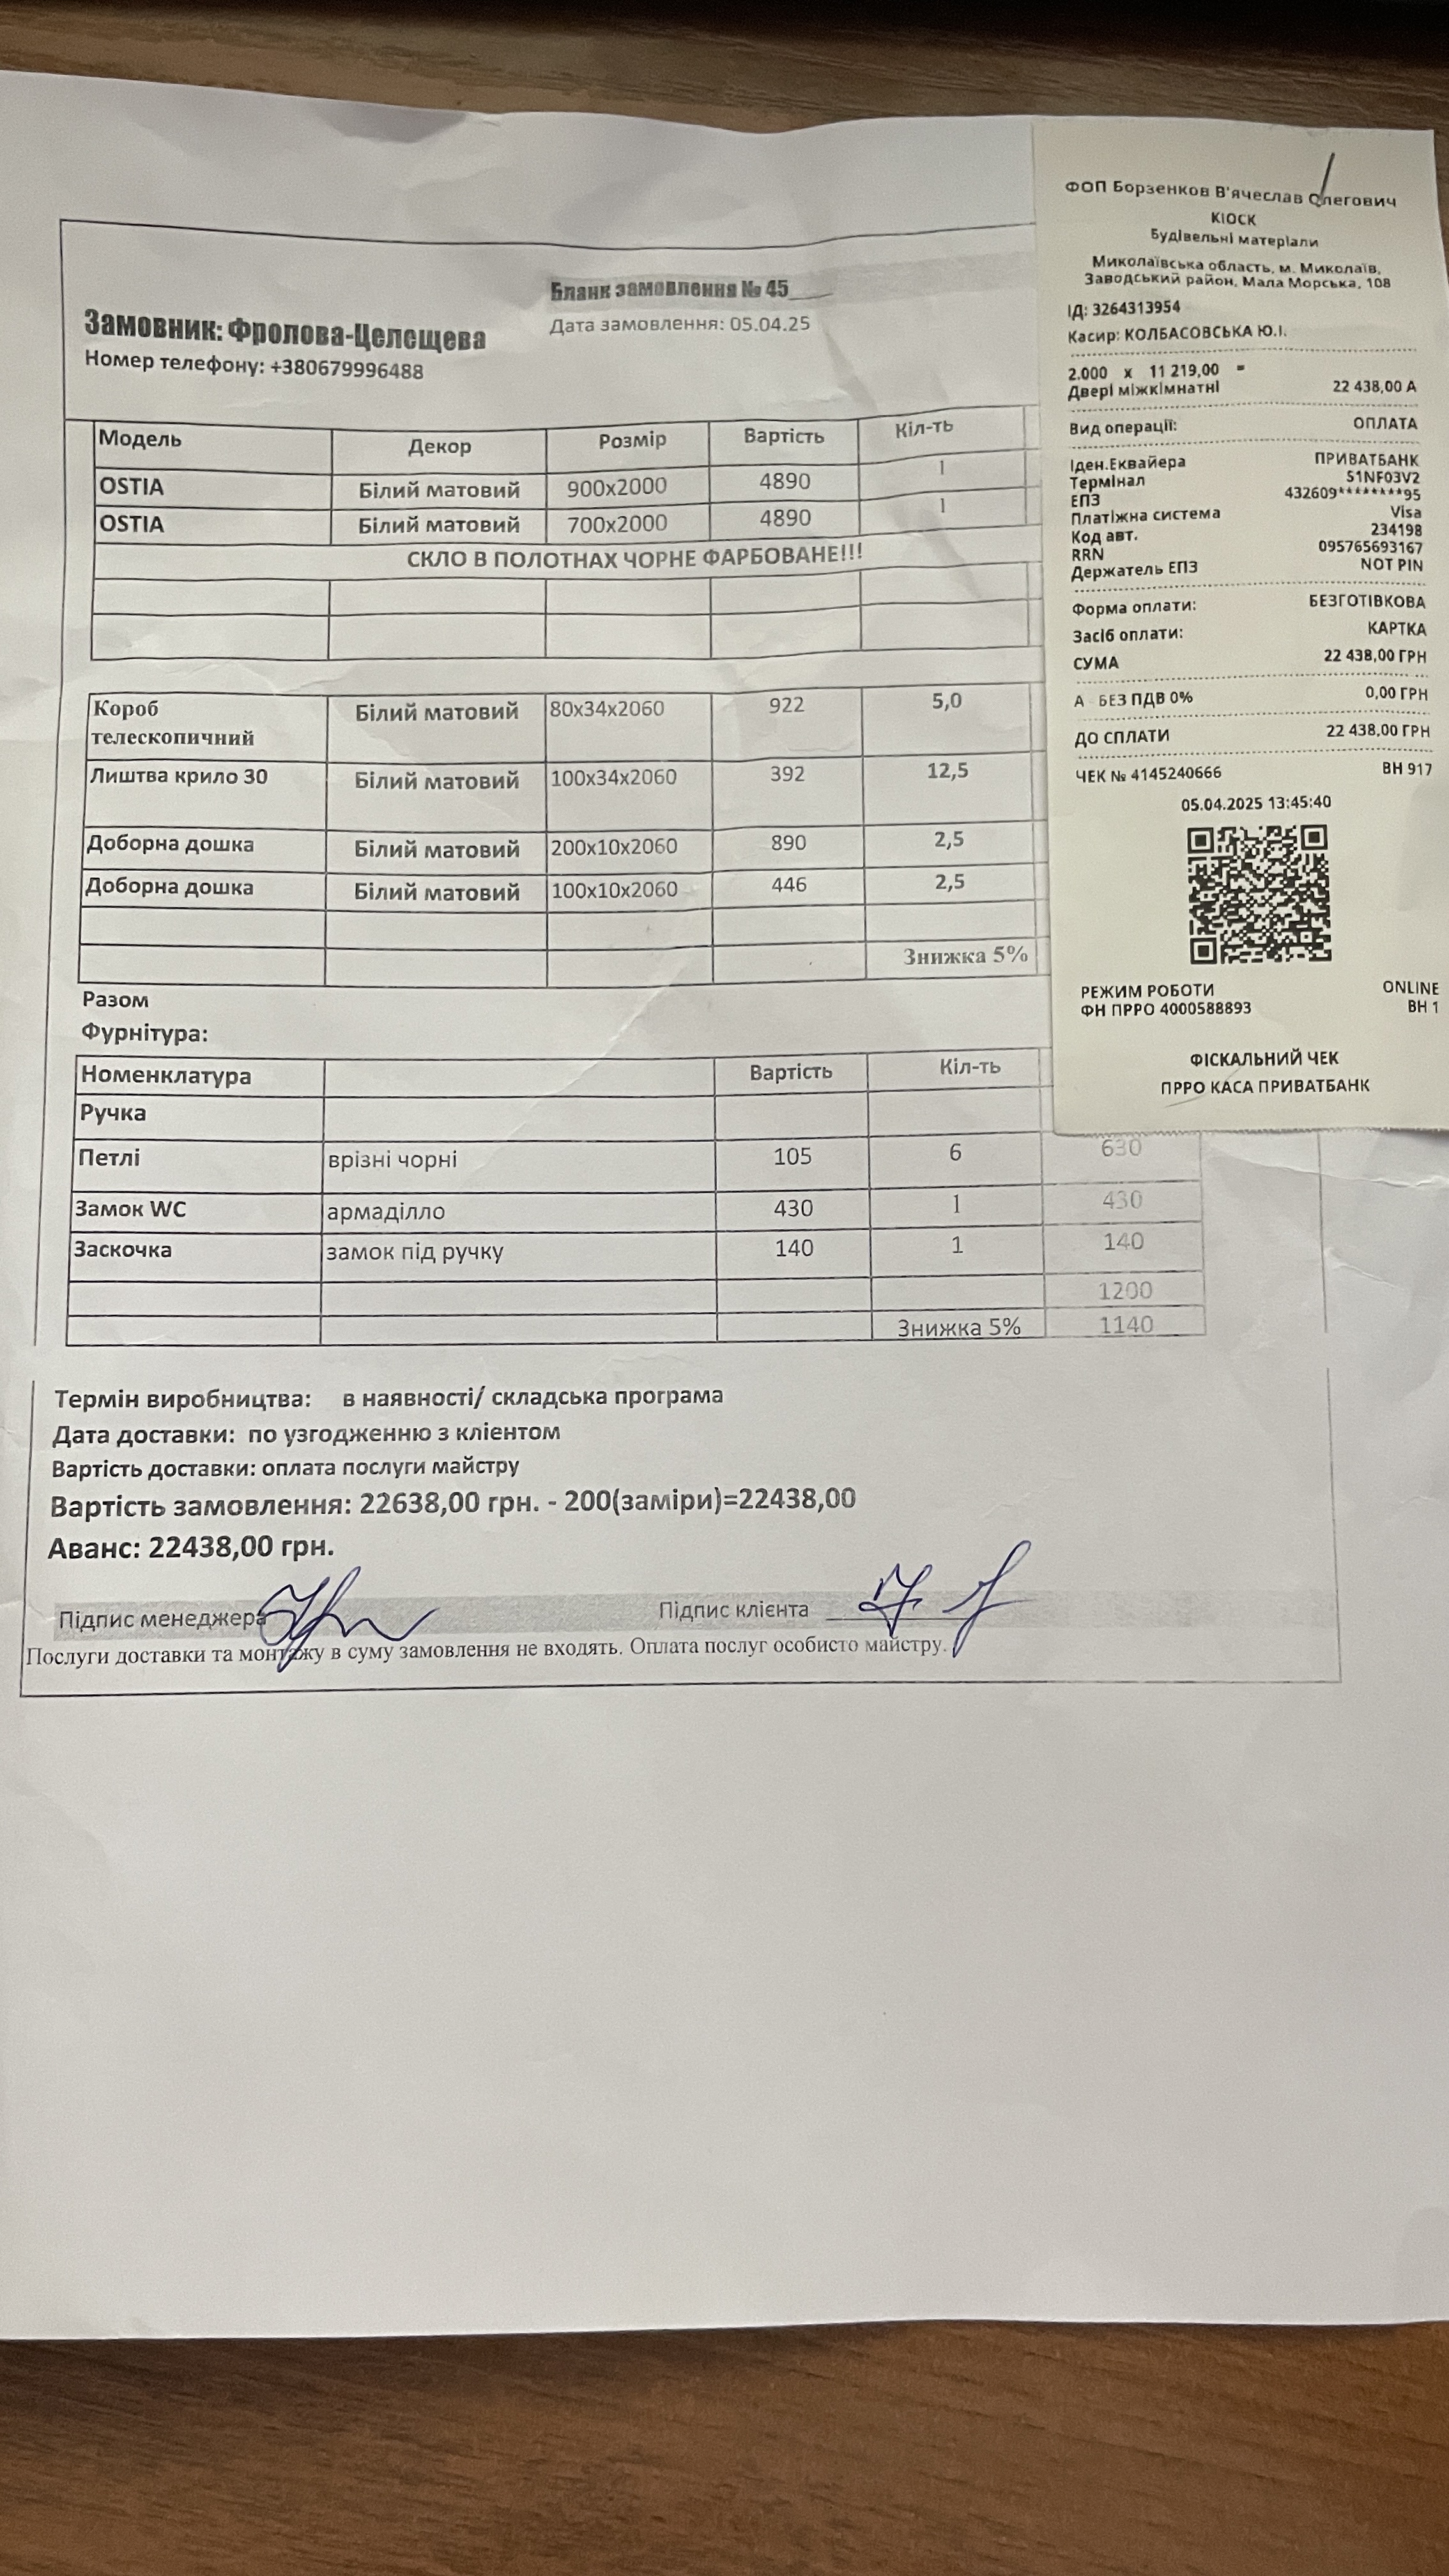 Бланк замовлення № 45
Замовник: Фролова-Целєщева
Дата замовлення: 05.04.25
Номер телефону: +380679996488
Модель Декор Розмір Вартість Кіл-ть
OSTIA Білий матовий 900х2000 4890 1
OSTIA Білий матовий 700х2000 4890 1
СКЛО В ПОЛОТНАХ ЧОРНЕ ФАРБОВАНЕ!!!
Короб телескопичний Білий матовий 80х34х2060 922 5,0
Лиштва крило 30 Білий матовий 100х34х2060 392 12,5
Доборна дошка Білий матовий 200х10х2060 890 2,5
Доборна дошка Білий матовий 100х10х2060 446 2,5
Знижка 5%
Разом
Фурнітура:
Номенклатура Вартість Кіл-ть
Ручка
Петлі врізні чорні 105 6 630
Замок WC армаділло 430 1 430
Заскочка замок під ручку 140 1 140
1200
Знижка 5% 1140
Термін виробництва: в наявності/ складська програма
Дата доставки: по узгодженню з клієнтом
Вартість доставки: оплата послуги майстру
Вартість замовлення: 22638,00 грн. - 200(заміри)=22438,00
Аванс: 22438,00 грн.
Підпис менеджера Підпис клієнта
Послуги доставки та монтажу в суму замовлення не входять. Оплата послуг особисто майстру.
ФОП Борзенков В'ячеслав Олегович
КІОСК
Будівельні матеріали
Миколаївська область, м. Миколаїв,
Заводський район, Мала Морська, 108
ІД: 3264313954
Касир: КОЛБАСОВСЬКА Ю.І.
2.000 х 11 219,00 =
Двері міжкімнатні 22 438,00 А
Вид операції: ОПЛАТА
Іден.Еквайера ПРИВАТБАНК
Термінал S1NF03V2
ЕПЗ 432609********95
Платіжна система Visa
Код авт. 234198
RRN 095765693167
Держатель ЕПЗ NOT PIN
Форма оплати: БЕЗГОТІВКОВА
Засіб оплати: КАРТКА
СУМА 22 438,00 ГРН
А - БЕЗ ПДВ 0% 0,00 ГРН
ДО СПЛАТИ 22 438,00 ГРН
ЧЕК № 4145240666 ВН 917
05.04.2025 13:45:40
РЕЖИМ РОБОТИ ONLINE
ФН ПРРО 4000588893 ВН 1
ФІСКАЛЬНИЙ ЧЕК
ПРРО КАСА ПРИВАТБАНК